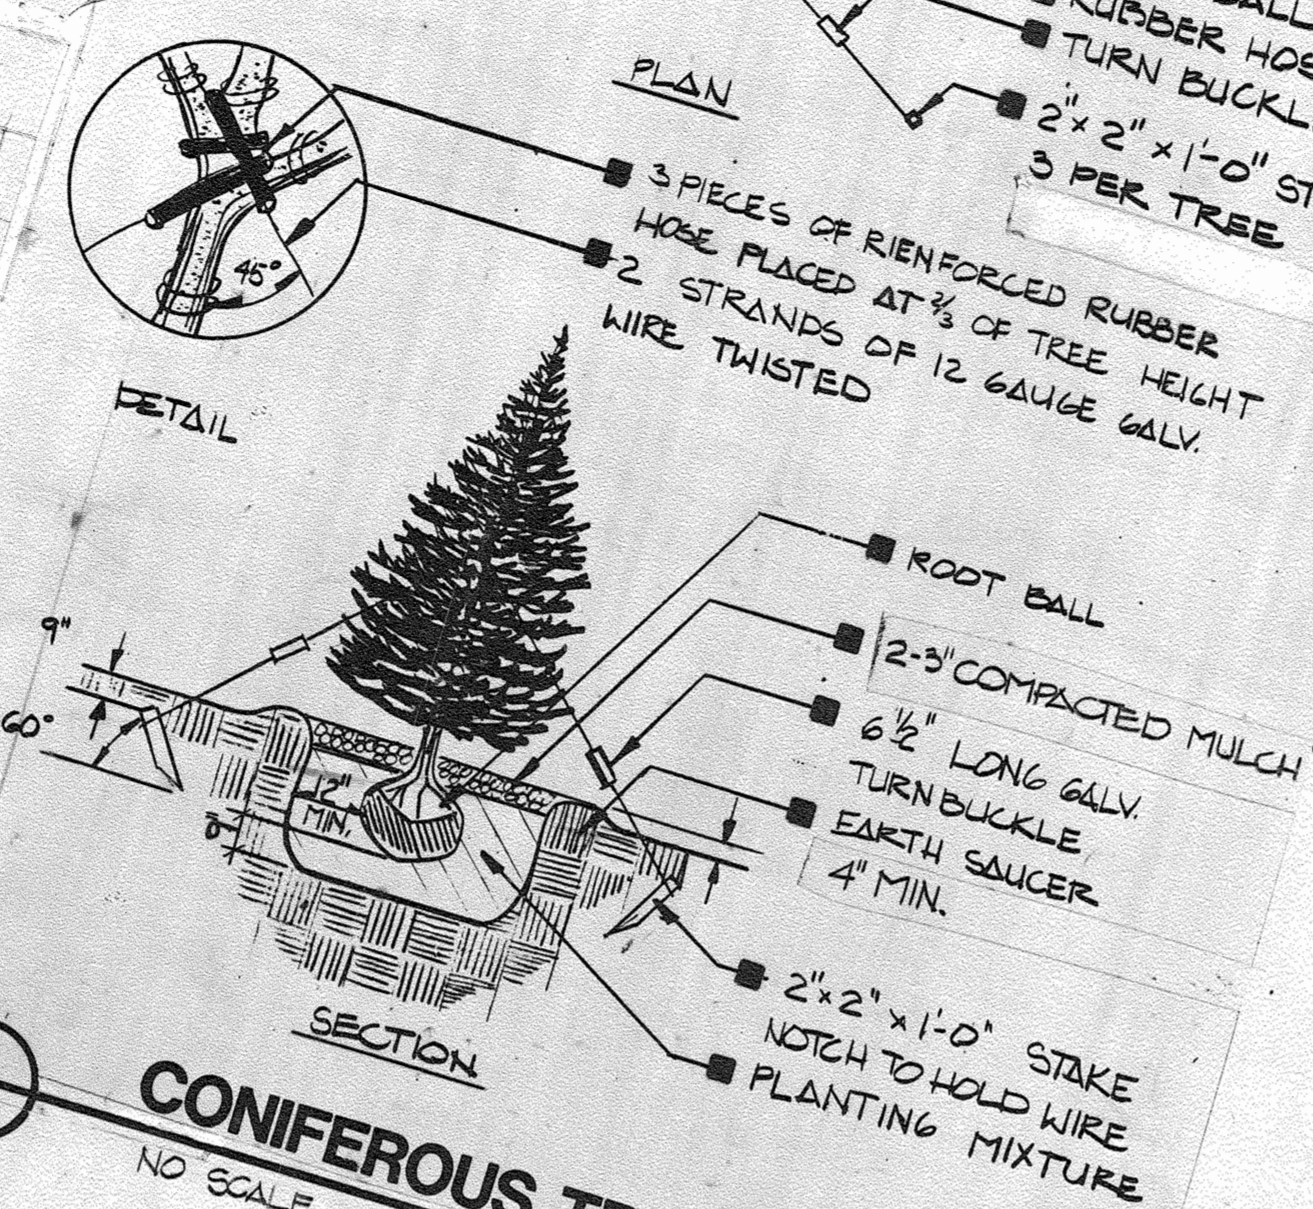 RUBBER HOS
TURN BUCKL
2" x 2" x 1'-0" ST
3 PER TREE
PLAN
3 PIECES OF RIENFORCED RUBBER
HOSE PLACED AT 2/3 OF TREE HEIGHT
2 STRANDS OF 12 GAUGE GALV.
WIRE TWISTED
45°
DETAIL
ROOT BALL
2-3" COMPACTED MULCH
6 1/2" LONG GALV.
TURNBUCKLE
EARTH SAUCER
4" MIN.
9"
60°
12"
MIN.
2" x 2" x 1'-0" STAKE
NOTCH TO HOLD WIRE
PLANTING MIXTURE
SECTION
CONIFEROUS
NO SCALE